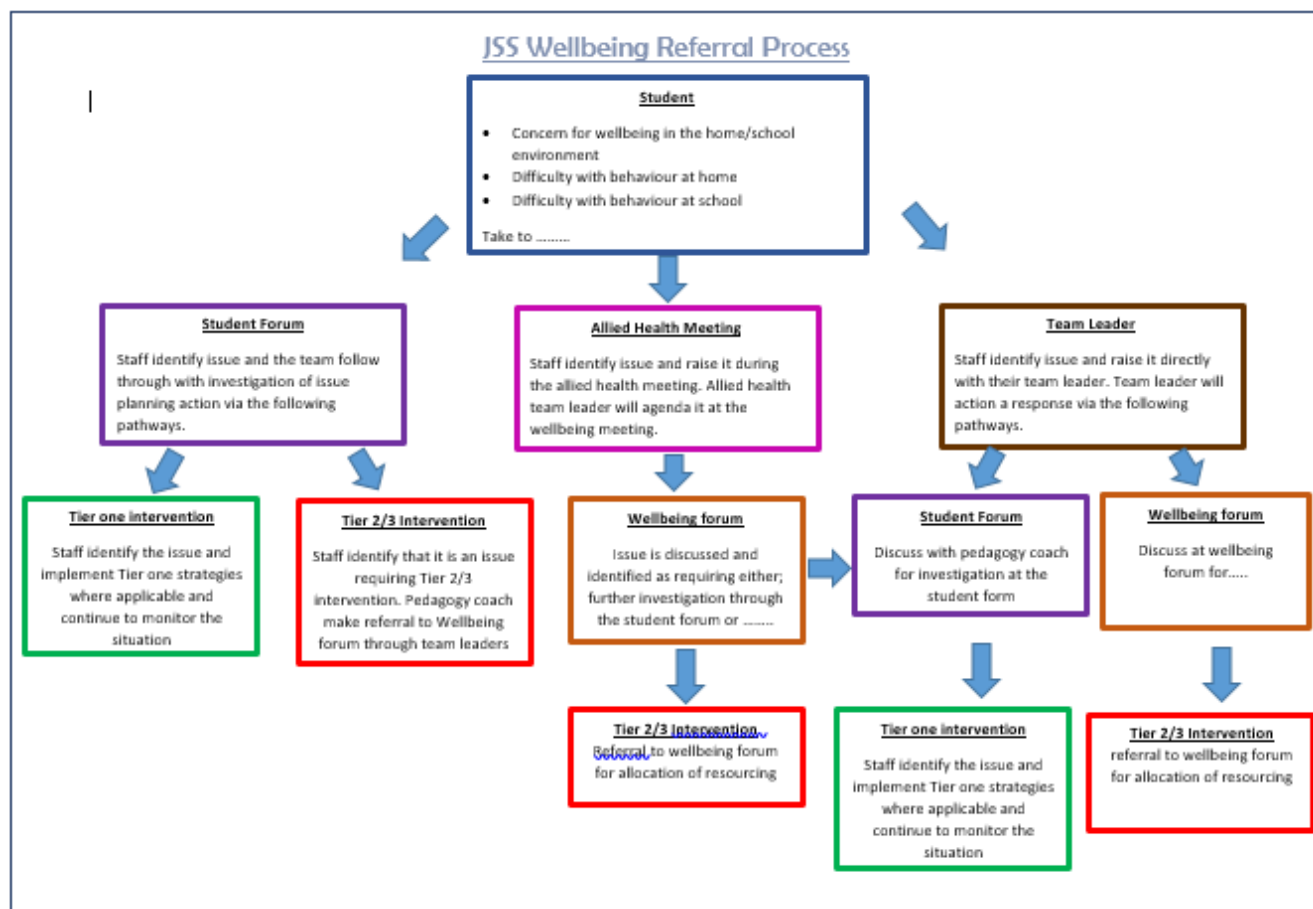 JSS Wellbeing Referral Process
Student
• Concern for wellbeing in the home/school
environment
• Difficulty with behaviour at home
• Difficulty with behaviour at school
Take to .........
Student Forum
Staff identify issue and the team follow
through with investigation of issue
planning action via the following
pathways.
Allied Health Meeting
Staff identify issue and raise it during
the allied health meeting. Allied health
team leader will agenda it at the
wellbeing meeting.
Team Leader
Staff identify issue and raise it directly
with their team leader. Team leader will
action a response via the following
pathways.
Tier one intervention
Staff identify the issue and
implement Tier one strategies
where applicable and
continue to monitor the
situation
Tier 2/3 Intervention
Staff identify that it is an issue
requiring Tier 2/3
intervention. Pedagogy coach
make referral to Wellbeing
forum through team leaders
Wellbeing forum
Issue is discussed and
identified as requiring either;
further investigation through
the student forum or ........
Student Forum
Discuss with pedagogy coach
for investigation at the
student form
Wellbeing forum
Discuss at wellbeing
forum for.....
Tier 2/3 Intervention
Referral to wellbeing forum
for allocation of resourcing
Tier one intervention
Staff identify the issue and
implement Tier one strategies
where applicable and
continue to monitor the
situation
Tier 2/3 Intervention
referral to wellbeing forum
for allocation of resourcing